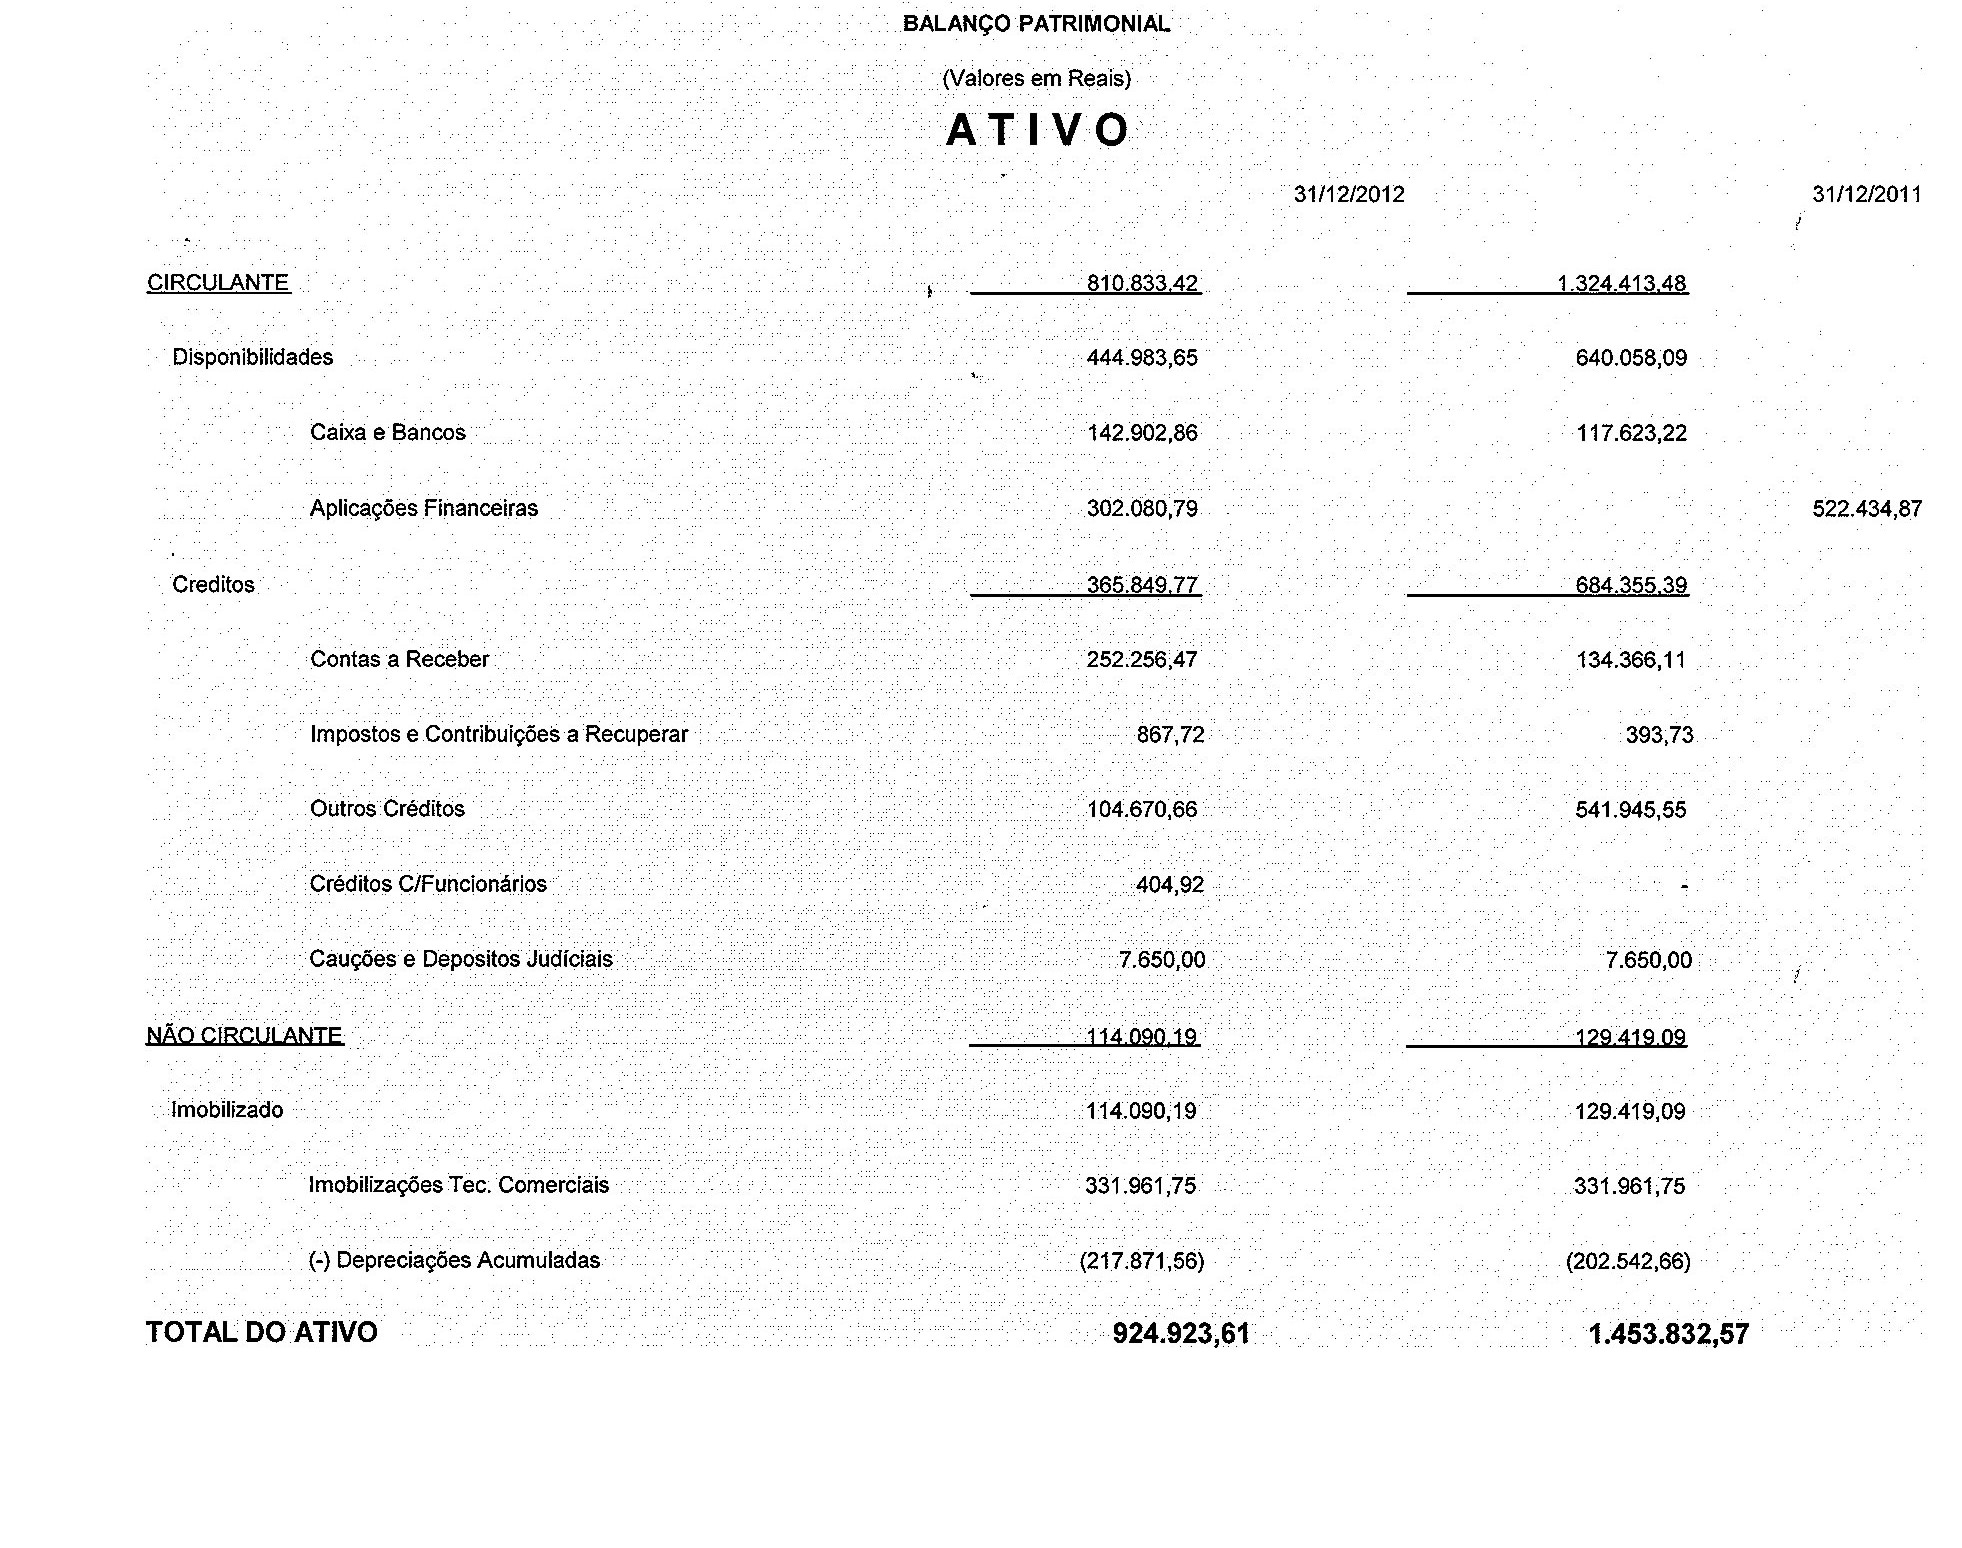 BALANÇO PATRIMONIAL
(Valores em Reais)
ATIVO
31/12/2012 31/12/2011
CIRCULANTE 810.833,42 1.324.413,48
Disponibilidades 444.983,65 640.058,09
Caixa e Bancos 142.902,86 117.623,22
Aplicações Financeiras 302.080,79 522.434,87
Creditos 365.849,77 684.355,39
Contas a Receber 252.256,47 134.366,11
Impostos e Contribuições a Recuperar 867,72 393,73
Outros Créditos 104.670,66 541.945,55
Créditos C/Funcionários 404,92 -
Cauções e Depositos Judíciais 7.650,00 7.650,00
NÃO CIRCULANTE 114.090,19 129.419,09
Imobilizado 114.090,19 129.419,09
Imobilizações Tec. Comerciais 331.961,75 331.961,75
(-) Depreciações Acumuladas (217.871,56) (202.542,66)
TOTAL DO ATIVO 924.923,61 1.453.832,57